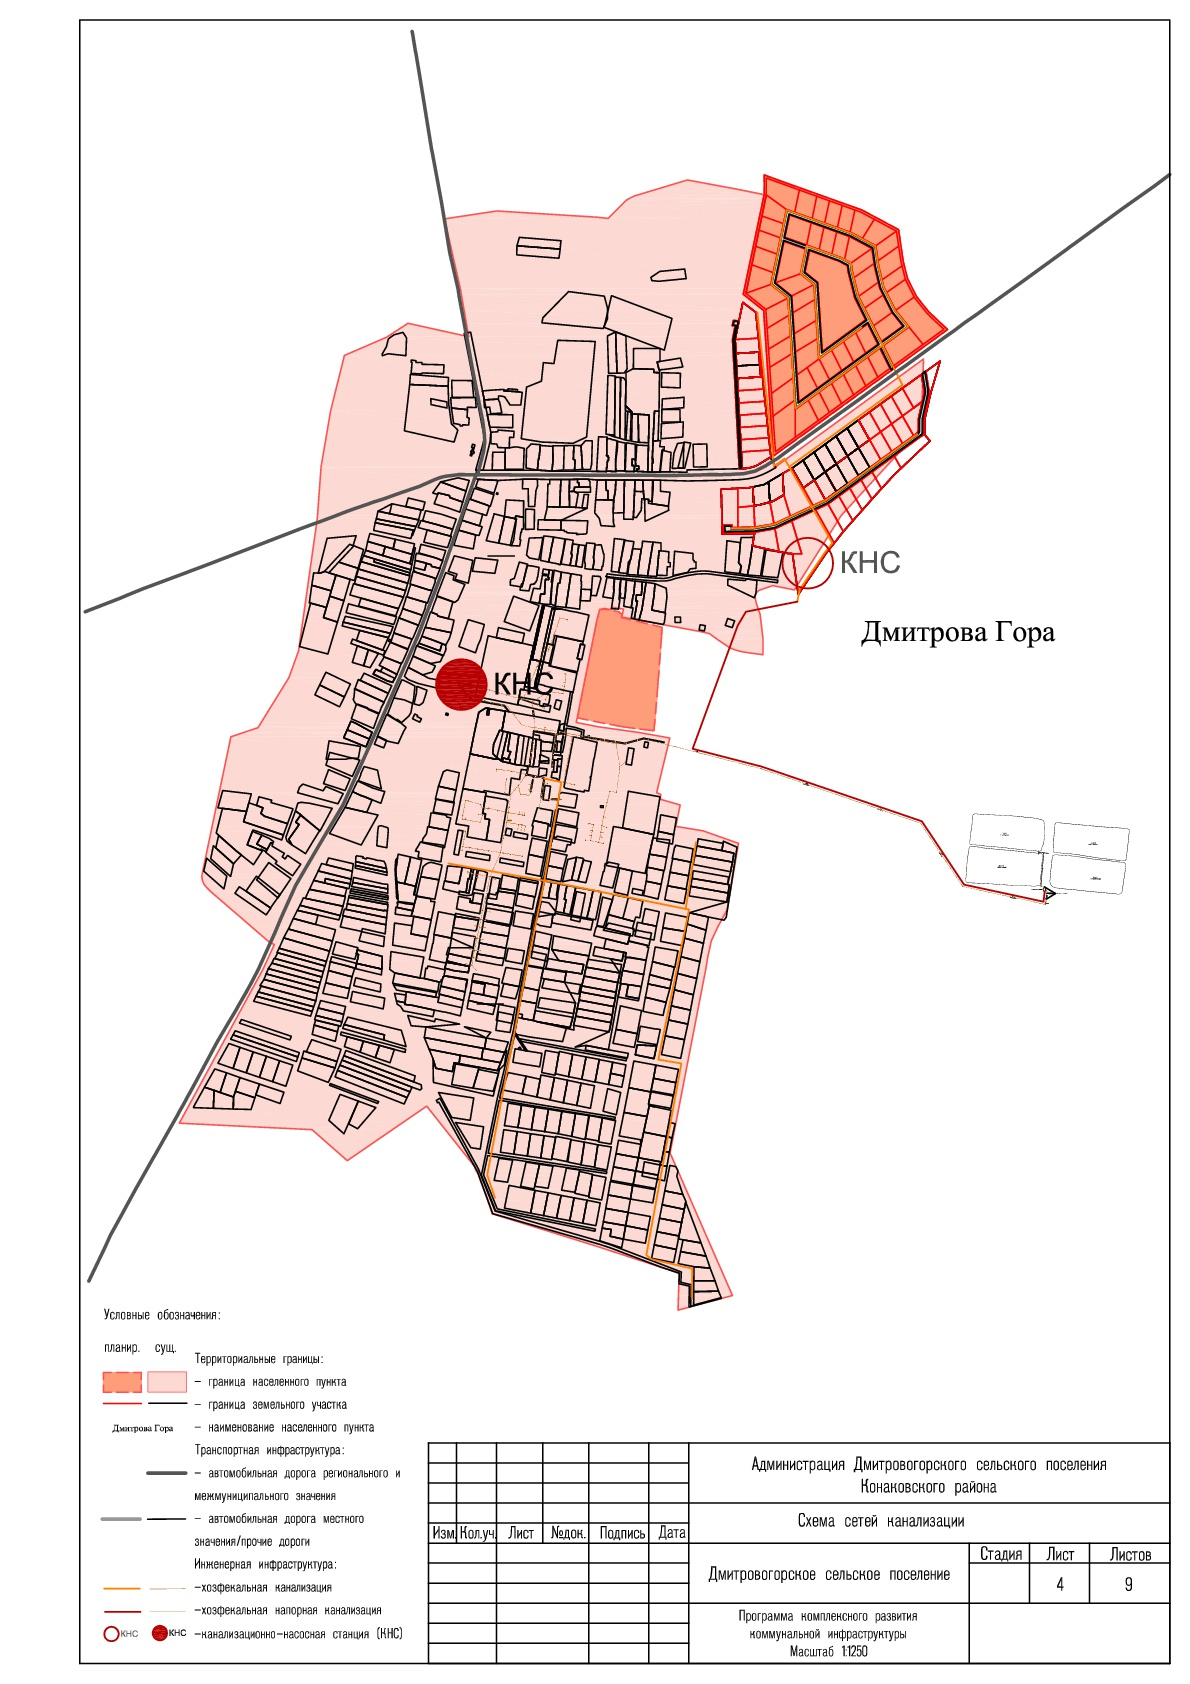 КНС
Дмитрова Гора
КНС
Условные обозначения:
планир. сущ.
Территориальные границы:
– граница населенного пункта
– граница земельного участка
Дмитрова Гора – наименование населенного пункта
Транспортная инфраструктура:
– автомобильная дорога регионального и
межмуниципального значения
– автомобильная дорога местного
значения/прочие дороги
Инженерная инфраструктура:
–хозфекальная канализация
–хозфекальная напорная канализация
КНС КНС –канализационно-насосная станция (КНС)
Администрация Дмитровогорского сельского поселения
Конаковского района
Схема сетей канализации
Изм. Кол.уч. Лист №док. Подпись Дата
Стадия Лист Листов
Дмитровогорское сельское поселение
4 9
Программа комплексного развития
коммунальной инфраструктуры
Масштаб 1:1250